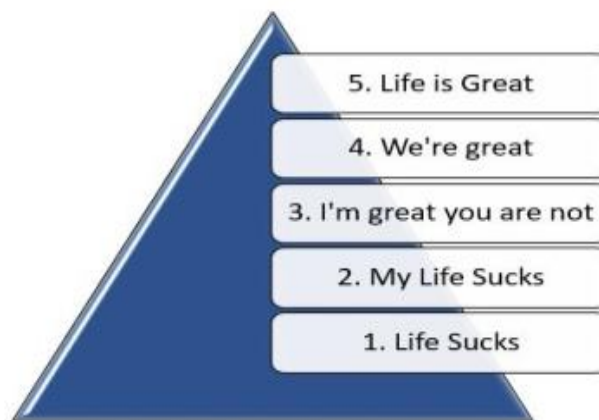 5. Life is Great
4. We're great
3. I'm great you are not
2. My Life Sucks
1. Life Sucks